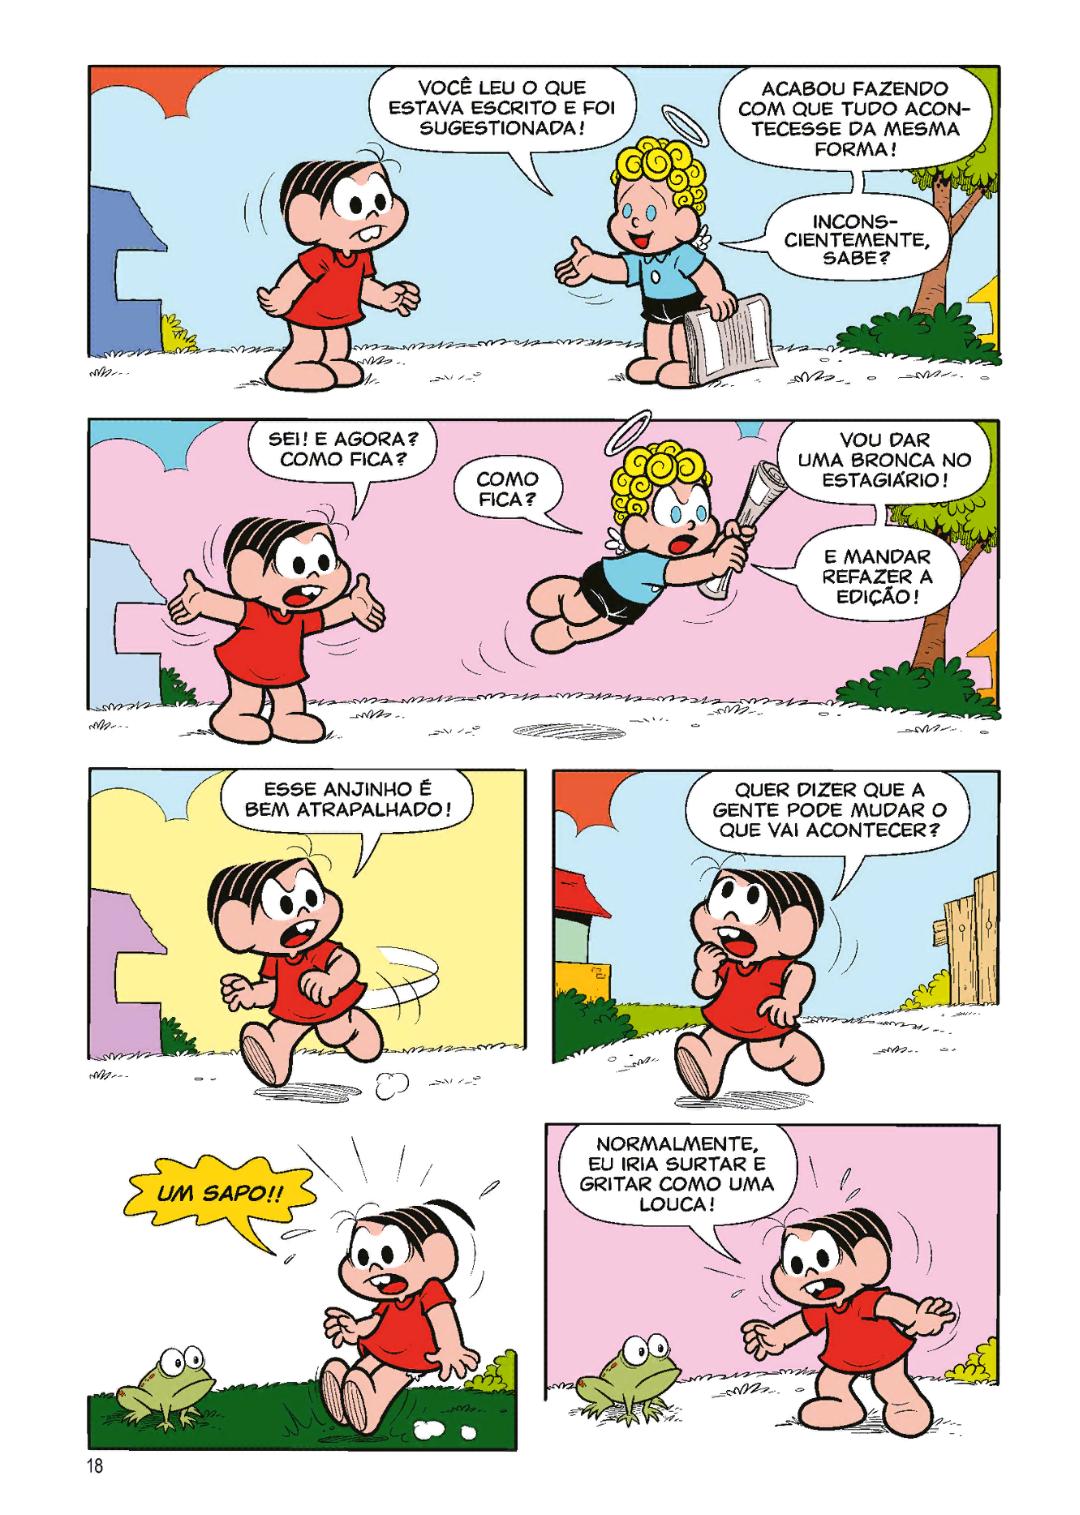 VOCÊ LEU O QUE
ESTAVA ESCRITO E FOI
SUGESTIONADA!
ACABOU FAZENDO
COM QUE TUDO ACON-
TECESSE DA MESMA
FORMA!
INCONS-
CIENTEMENTE,
SABE?
SEI! E AGORA?
COMO FICA?
COMO
FICA?
VOU DAR
UMA BRONCA NO
ESTAGIÁRIO!
E MANDAR
REFAZER A
EDIÇÃO!
ESSE ANJINHO É
BEM ATRAPALHADO!
QUER DIZER QUE A
GENTE PODE MUDAR O
QUE VAI ACONTECER?
UM SAPO!!
NORMALMENTE,
EU IRIA SURTAR E
GRITAR COMO UMA
LOUCA!
18